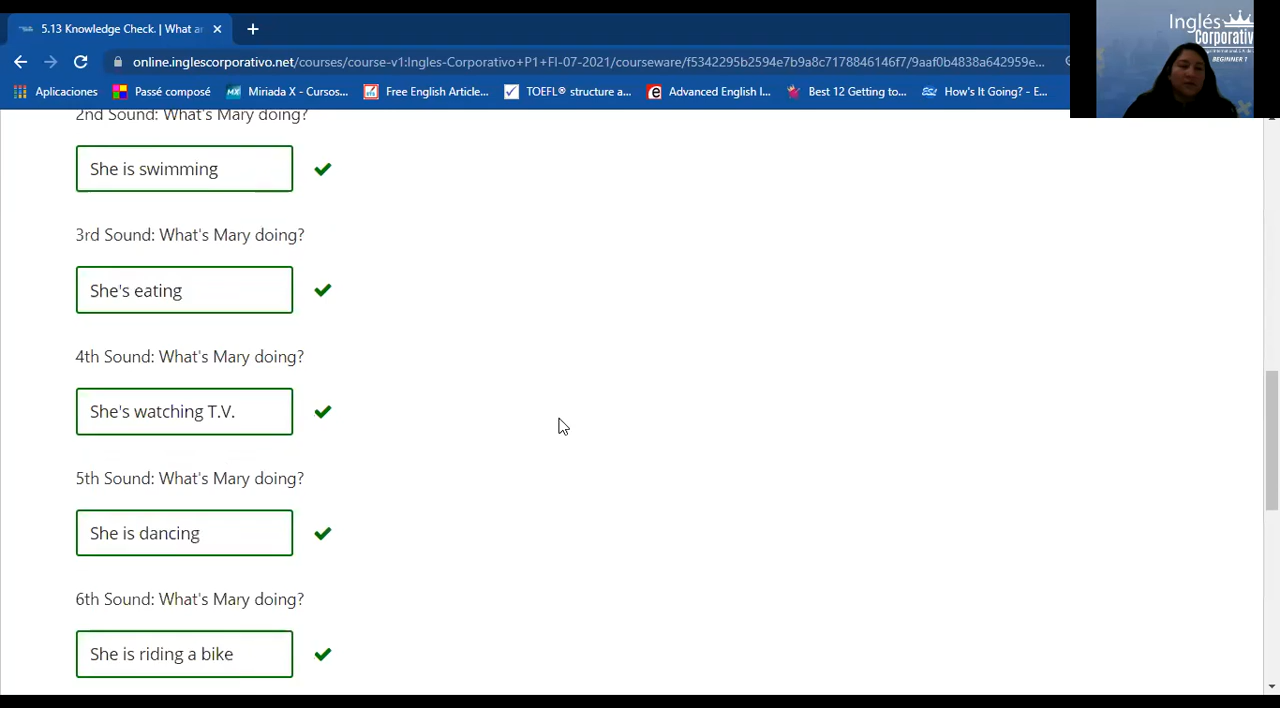 5.13 Knowledge Check. | What ar
online.inglescorporativo.net/courses/course-v1:Ingles-Corporativo+P1+FI-07-2021/courseware/f5342295b2594e7b9a8c7178846146f7/9aaf0b4838a642959e...
Aplicaciones
Passé composé
Miriada X - Cursos...
Free English Article...
TOEFL® structure a...
Advanced English I...
Best 12 Getting to...
How's It Going? – E...
Inglés
Corporativ
BEGINNER 1
2nd Sound: What's Mary doing?
She is swimming
3rd Sound: What's Mary doing?
She's eating
4th Sound: What's Mary doing?
She's watching T.V.
5th Sound: What's Mary doing?
She is dancing
6th Sound: What's Mary doing?
She is riding a bike